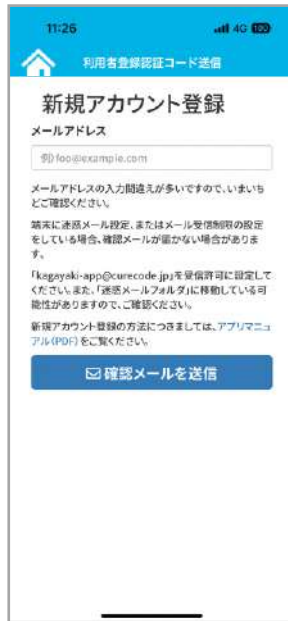 11:26
4G 100
利用者登録認証コード送信
新規アカウント登録
メールアドレス
例) foo@example.com
メールアドレスの入力間違えが多いですので、いまいち
どご確認ください。
端末に迷惑メール設定、またはメール受信制限の設定
をしている場合、確認メールが届かない場合がありま
す。
「kagayaki-app@curecode.jp」を受信許可に設定して
ください。また、「迷惑メールフォルダ」に移動している可
能性がありますので、ご確認ください。
新規アカウント登録の方法につきましては、アプリマニュ
アル(PDF)をご覧ください。
確認メールを送信